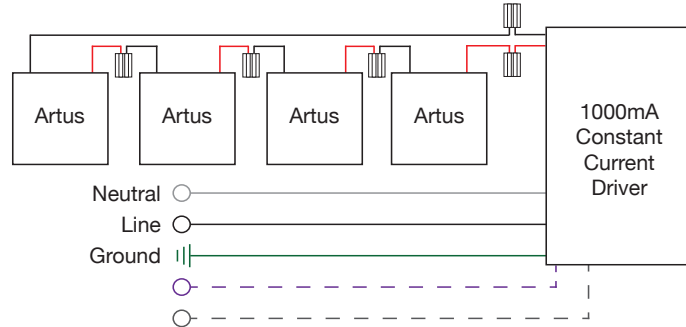 Artus
Artus
Artus
Artus
1000mA
Constant
Current
Driver
Neutral
Line
Ground